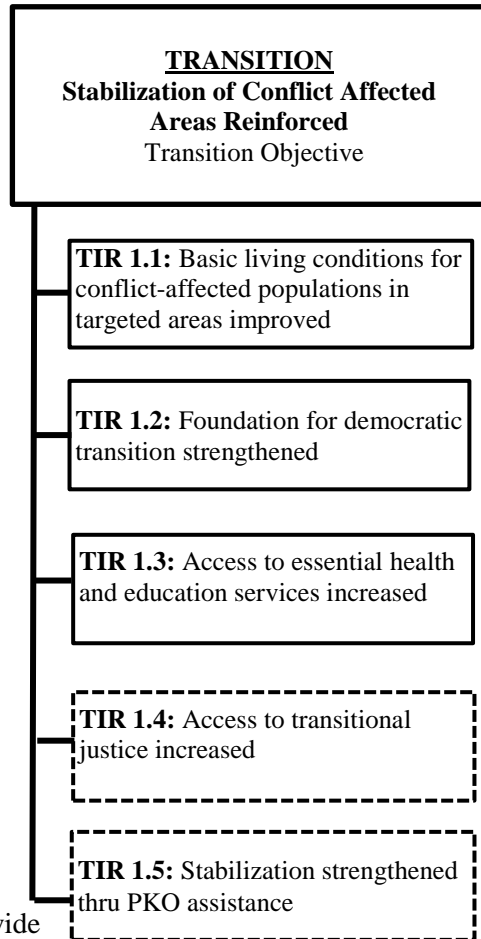 TRANSITION
Stabilization of Conflict Affected
Areas Reinforced
Transition Objective
TIR 1.1: Basic living conditions for
conflict-affected populations in
targeted areas improved
TIR 1.2: Foundation for democratic
transition strengthened
TIR 1.3: Access to essential health
and education services increased
TIR 1.4: Access to transitional
justice increased
TIR 1.5: Stabilization strengthened
thru PKO assistance